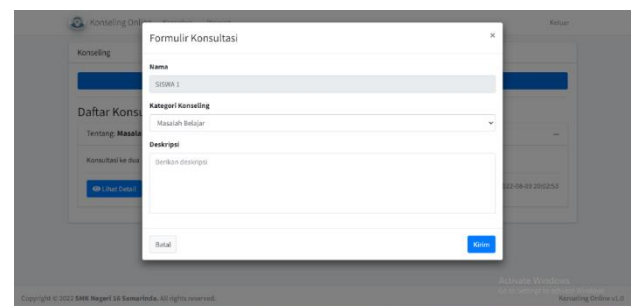 Konseling Onli
Keluar
Formulir Konsultasi
×
Konseling
Nama
SISWA 1
Kategori Konseling
Masalah Belajar
Daftar Konsu
Tentang: Masala
Deskripsi
Berikan deskripsi
Konsultasi ke dua
Lihat Detail
Batal
Kirim
Activate Windows
Copyright © 2022 SMK Negeri 16 Samarinda. All rights reserved.
Konseling Online v1.0